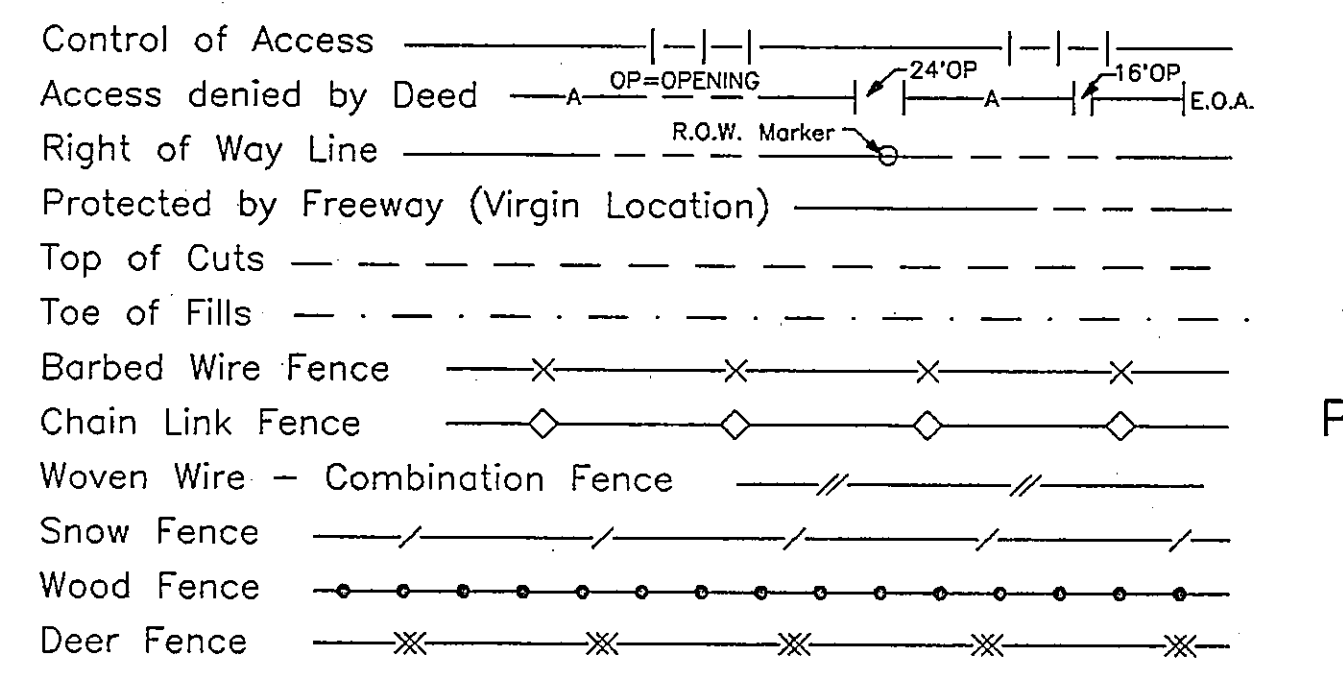 Control of Access
OP=OPENING
24'OP
16'OP
Access denied by Deed A A E.O.A.
R.O.W. Marker
Right of Way Line
Protected by Freeway (Virgin Location)
Top of Cuts
Toe of Fills
Barbed Wire Fence
Chain Link Fence
P
Woven Wire - Combination Fence
Snow Fence
Wood Fence
Deer Fence